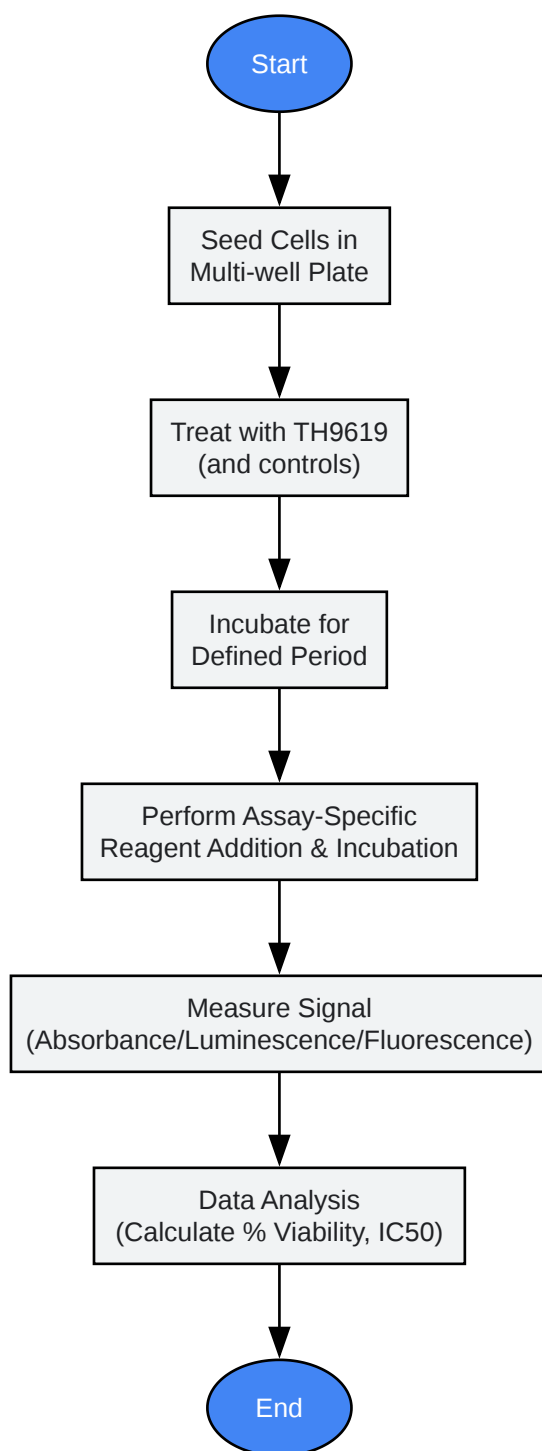 Start
Seed Cells in
Multi-well Plate
Treat with TH9619
(and controls)
Incubate for
Defined Period
Perform Assay-Specific
Reagent Addition & Incubation
Measure Signal
(Absorbance/Luminescence/Fluorescence)
Data Analysis
(Calculate % Viability, IC50)
End